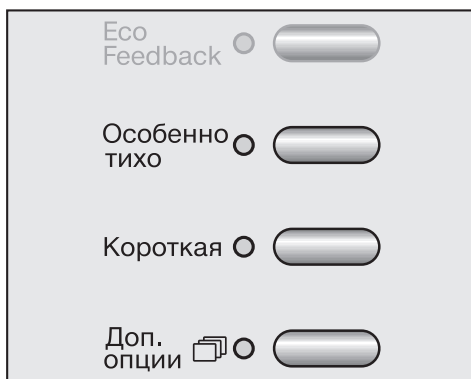 Eco
Feedback
Особенно
тихо
Короткая
Доп.
опции